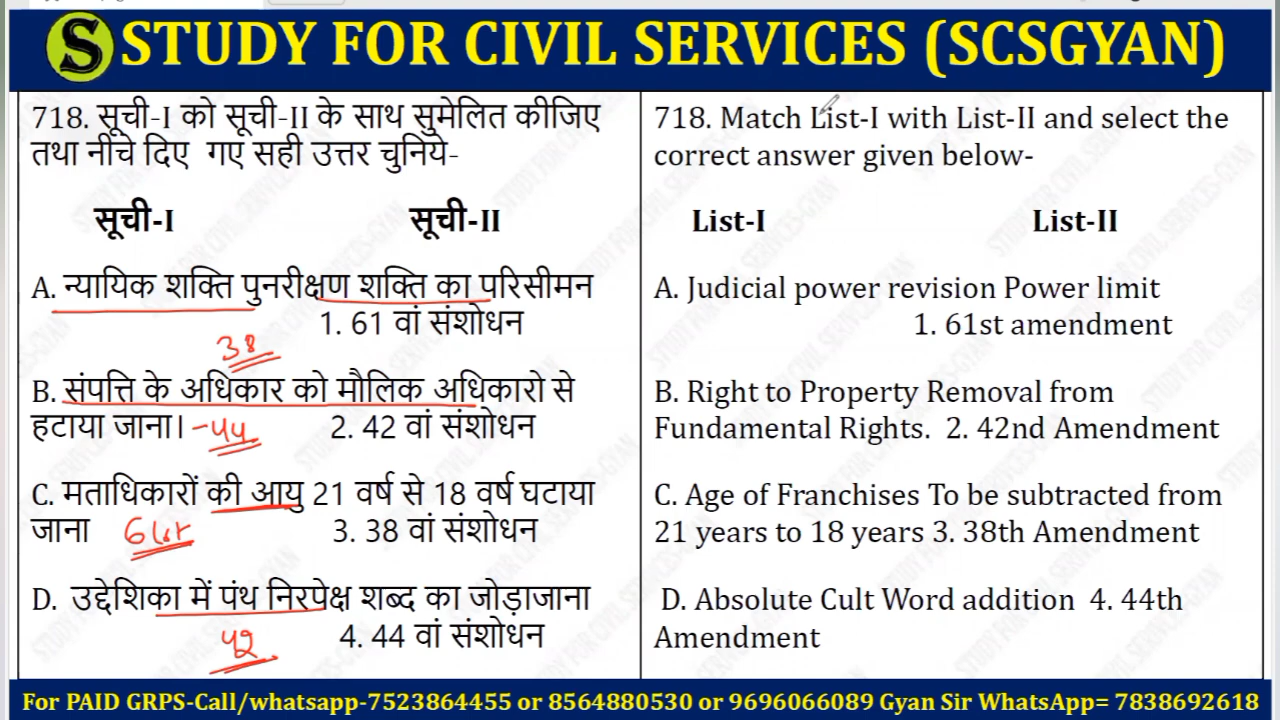 S STUDY FOR CIVIL SERVICES (SCSGYAN)
718. सूची-I को सूची-II के साथ सुमेलित कीजिए
तथा नीचे दिए गए सही उत्तर चुनिये-
सूची-I सूची-II
A. न्यायिक शक्ति पुनरीक्षण शक्ति का परिसीमन
1. 61 वां संशोधन
38
B. संपत्ति के अधिकार को मौलिक अधिकारो से
हटाया जाना। -५५ 2. 42 वां संशोधन
C. मताधिकारों की आयु 21 वर्ष से 18 वर्ष घटाया
जाना 61st 3. 38 वां संशोधन
D. उद्देशिका में पंथ निरपेक्ष शब्द का जोड़ाजाना
4. 44 वां संशोधन
718. Match List-I with List-II and select the
correct answer given below-
List-I List-II
A. Judicial power revision Power limit
1. 61st amendment
B. Right to Property Removal from
Fundamental Rights. 2. 42nd Amendment
C. Age of Franchises To be subtracted from
21 years to 18 years 3. 38th Amendment
D. Absolute Cult Word addition 4. 44th
Amendment
For PAID GRPS-Call/whatsapp-7523864455 or 8564880530 or 9696066089 Gyan Sir WhatsApp= 7838692618